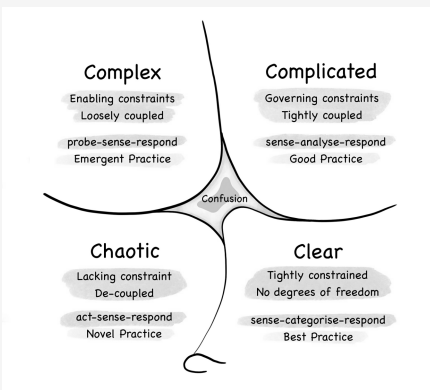 Complex
Enabling constraints
Loosely coupled
probe-sense-respond
Emergent Practice
Complicated
Governing constraints
Tightly coupled
sense-analyse-respond
Good Practice
Confusion
Chaotic
Lacking constraint
De-coupled
act-sense-respond
Novel Practice
Clear
Tightly constrained
No degrees of freedom
sense-categorise-respond
Best Practice